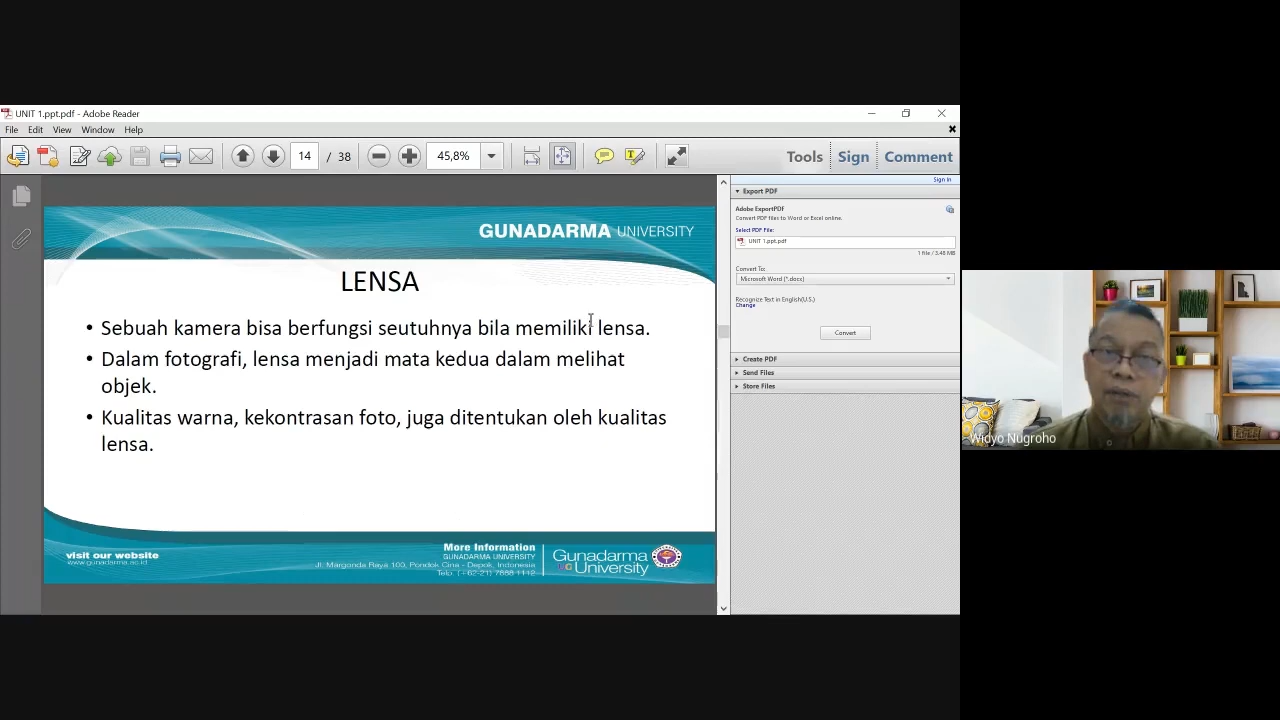 UNIT 1.ppt.pdf - Adobe Reader
File Edit View Window Help
14 / 38 45,8% Tools Sign Comment
Sign In
Export PDF
Adobe ExportPDF
Convert PDF files to Word or Excel online.
Select PDF File:
UNIT 1.ppt.pdf
1 file / 3.48 MB
Convert To:
Microsoft Word (*.docx)
Recognize Text in English(U.S.)
Change
Convert
Create PDF
Send Files
Store Files
GUNADARMA UNIVERSITY
LENSA
• Sebuah kamera bisa berfungsi seutuhnya bila memiliki lensa.
• Dalam fotografi, lensa menjadi mata kedua dalam melihat
objek.
• Kualitas warna, kekontrasan foto, juga ditentukan oleh kualitas
lensa.
visit our website
www.gunadarma.ac.id
More Information
GUNADARMA UNIVERSITY
Jl. Margonda Raya 100, Pondok Cina - Depok, Indonesia
Telp. (+62-21) 7888 1112
Gunadarma
UG University
Widyo Nugroho